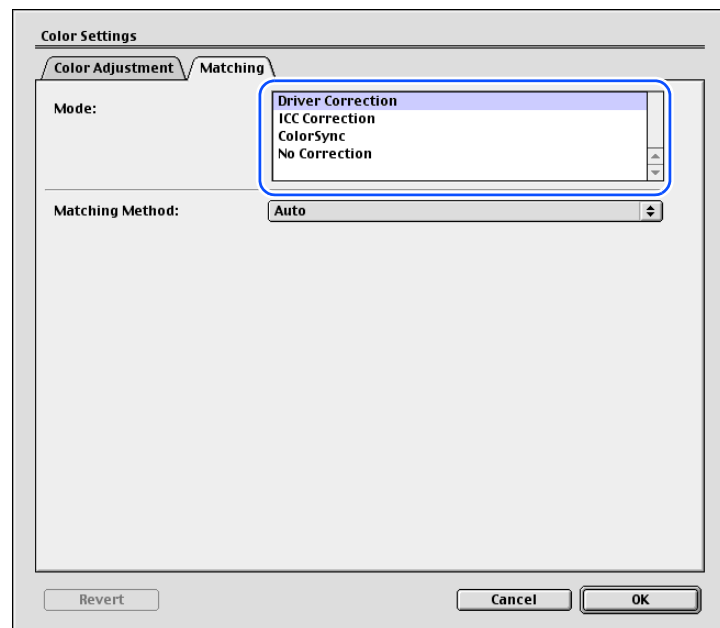 Color Settings
Color Adjustment Matching
Mode:
Driver Correction
ICC Correction
ColorSync
No Correction
Matching Method: Auto
Revert Cancel OK